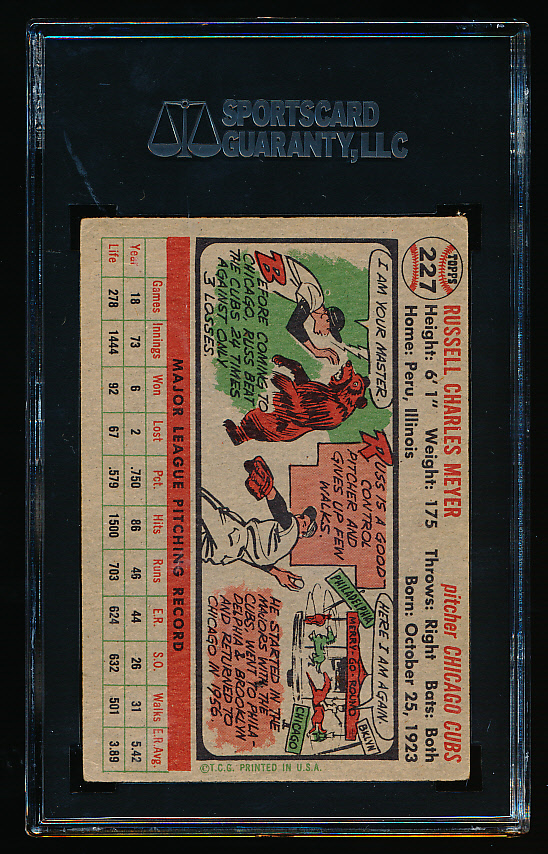 SPORTSCARD
GUARANTY, LLC
TOPPS
227
RUSSELL CHARLES MEYER pitcher CHICAGO CUBS
Height: 6' 1" Weight: 175 Throws: Right Bats: Both
Home: Peru, Illinois Born: October 25, 1923
I AM YOUR MASTER.
BEFORE COMING TO
CHICAGO, RUSS BEAT
THE CUBS 24 TIMES
AGAINST ONLY
3 LOSSES
RUSS IS A GOOD
CONTROL
PITCHER AND
GIVES UP FEW
WALKS.
HERE I AM AGAIN.
PHILADELPHIA
MERRY-GO-ROUND
BKLYN
CHICAGO
HE STARTED IN THE
MAJORS WITH THE
CUBS, WENT TO PHILA-
DELPHIA & BROOKLYN
AND RETURNED TO
CHICAGO IN 1956
MAJOR LEAGUE PITCHING RECORD
Games Innings Won Lost Pct. Hits Runs E.R. S.O. Walks E.R.Avg.
Year 18 73 6 2 .750 86 46 44 26 31 5.42
Life 278 1444 92 67 .579 1500 703 624 632 501 3.89
©T.C.G. PRINTED IN U.S.A.